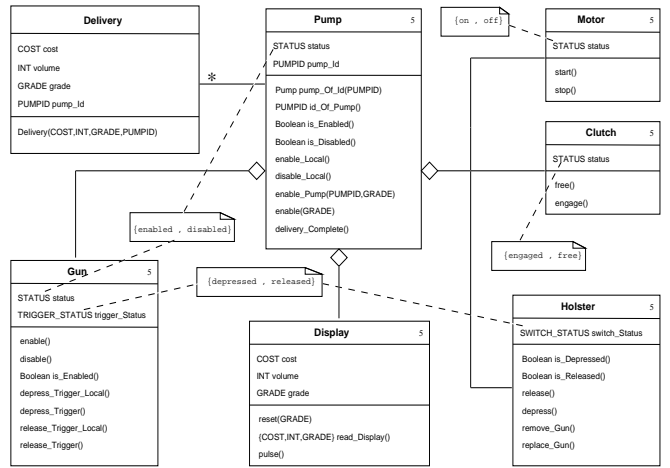 Delivery
COST cost
INT volume
GRADE grade
PUMPID pump_Id
Delivery(COST,INT,GRADE,PUMPID)
*
Pump 5
STATUS status
PUMPID pump_Id
Pump pump_Of_Id(PUMPID)
PUMPID id_Of_Pump()
Boolean is_Enabled()
Boolean is_Disabled()
enable_Local()
disable_Local()
enable_Pump(PUMPID,GRADE)
enable(GRADE)
delivery_Complete()
{on , off}
Motor 5
STATUS status
start()
stop()
Clutch 5
STATUS status
free()
engage()
{enabled , disabled}
{engaged , free}
{depressed , released}
Gun 5
STATUS status
TRIGGER_STATUS trigger_Status
enable()
disable()
Boolean is_Enabled()
depress_Trigger_Local()
depress_Trigger()
release_Trigger_Local()
release_Trigger()
Display 5
COST cost
INT volume
GRADE grade
reset(GRADE)
{COST,INT,GRADE} read_Display()
pulse()
Holster 5
SWITCH_STATUS switch_Status
Boolean is_Depressed()
Boolean is_Released()
release()
depress()
remove_Gun()
replace_Gun()